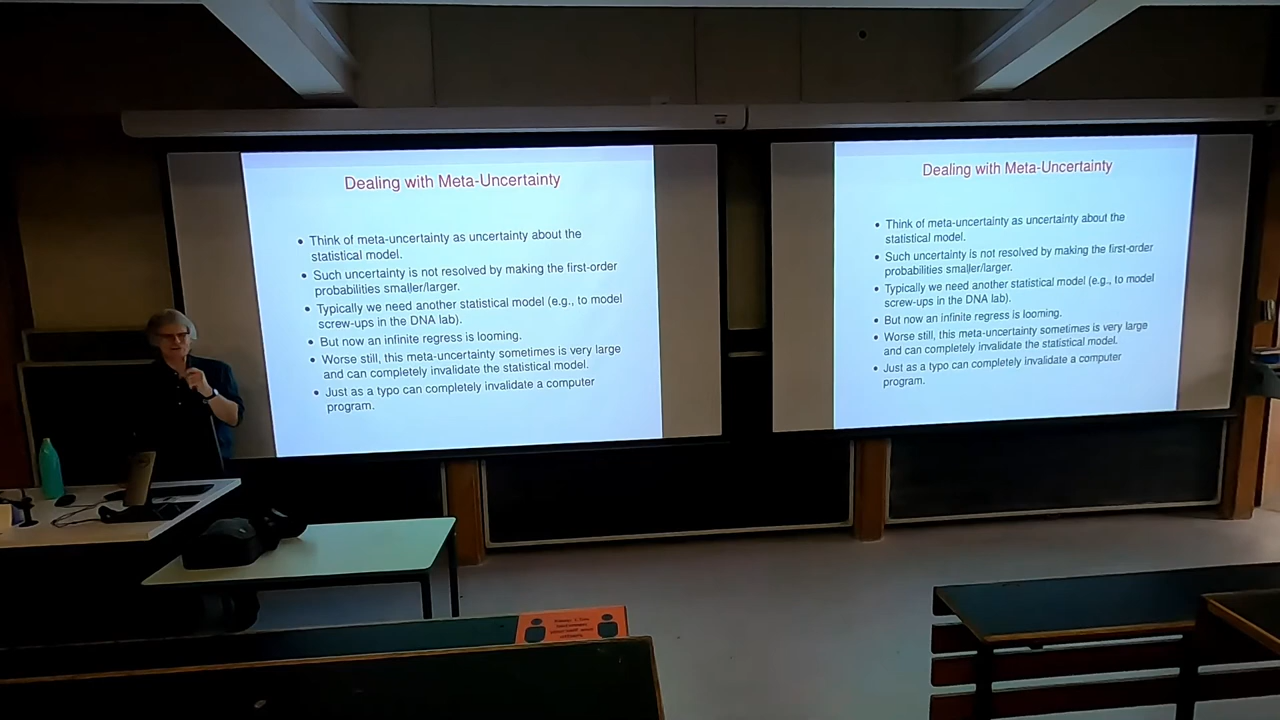 Dealing with Meta-Uncertainty
• Think of meta-uncertainty as uncertainty about the
statistical model.
• Such uncertainty is not resolved by making the first-order
probabilities smaller/larger.
• Typically we need another statistical model (e.g., to model
screw-ups in the DNA lab).
• But now an infinite regress is looming.
• Worse still, this meta-uncertainty sometimes is very large
and can completely invalidate the statistical model.
• Just as a typo can completely invalidate a computer
program.
Dealing with Meta-Uncertainty
• Think of meta-uncertainty as uncertainty about the
statistical model.
• Such uncertainty is not resolved by making the first-order
probabilities smaller/larger.
• Typically we need another statistical model (e.g., to model
screw-ups in the DNA lab).
• But now an infinite regress is looming.
• Worse still, this meta-uncertainty sometimes is very large
and can completely invalidate the statistical model.
• Just as a typo can completely invalidate a computer
program.